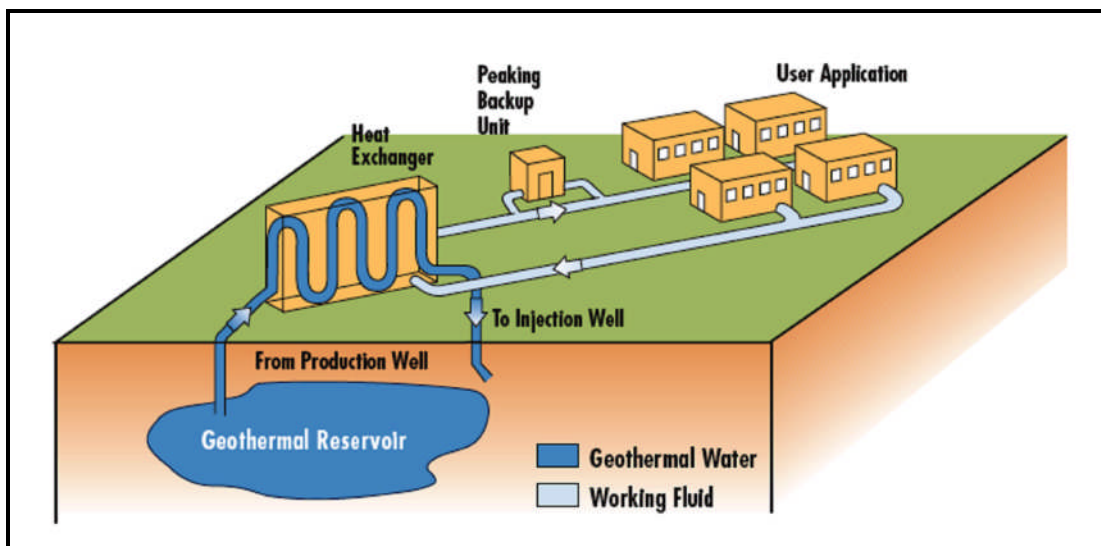 Peaking
Backup
Unit
User Application
Heat
Exchanger
To Injection Well
From Production Well
Geothermal Reservoir
Geothermal Water
Working Fluid